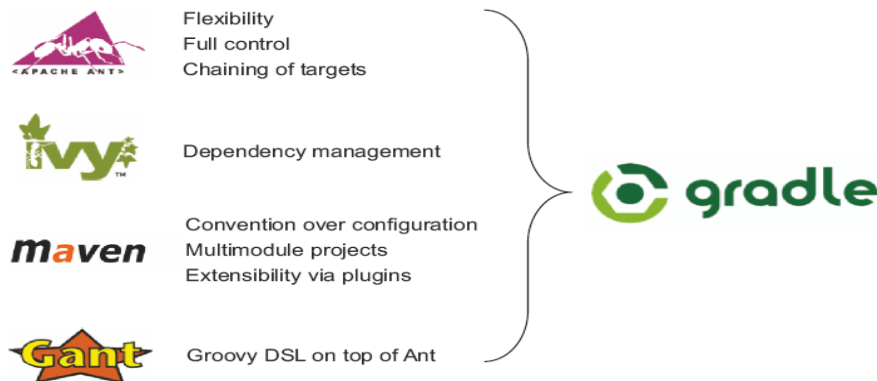 <APACHE ANT>
Flexibility
Full control
Chaining of targets
ivy
TM
Dependency management
maven
Convention over configuration
Multimodule projects
Extensibility via plugins
Gant
Groovy DSL on top of Ant
gradle